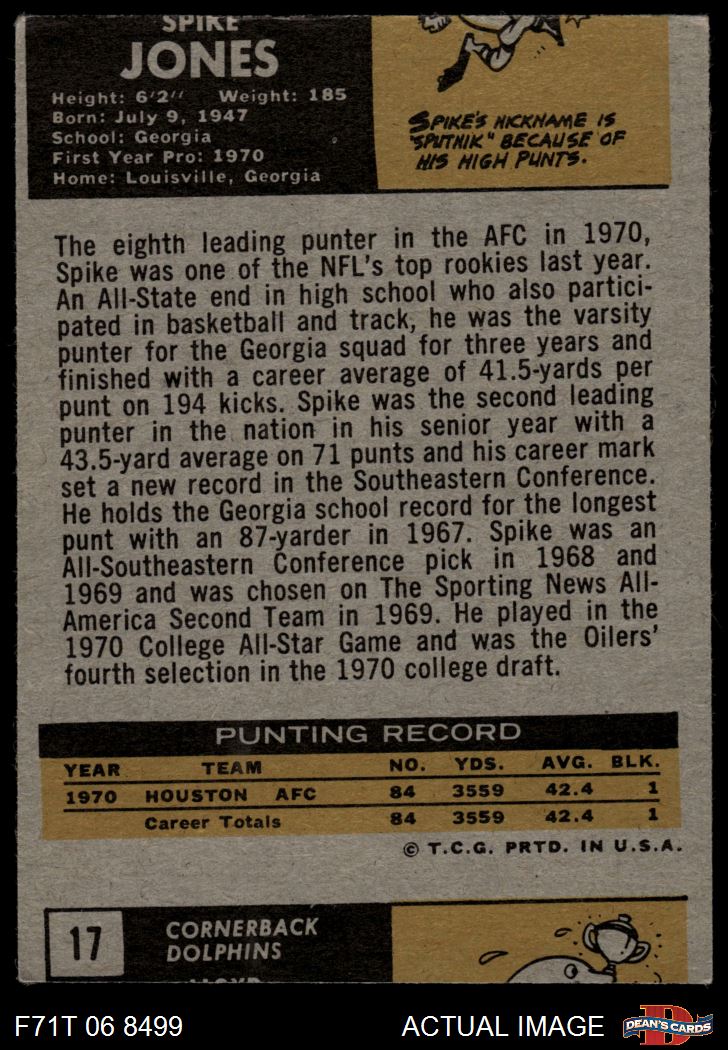 SPIKE
JONES
Height: 6'2'' Weight: 185
Born: July 9, 1947
School: Georgia
First Year Pro: 1970
Home: Louisville, Georgia
SPIKE'S NICKNAME IS
"SPUTNIK" BECAUSE OF
HIS HIGH PUNTS.
The eighth leading punter in the AFC in 1970,
Spike was one of the NFL's top rookies last year.
An All-State end in high school who also partici-
pated in basketball and track, he was the varsity
punter for the Georgia squad for three years and
finished with a career average of 41.5-yards per
punt on 194 kicks. Spike was the second leading
punter in the nation in his senior year with a
43.5-yard average on 71 punts and his career mark
set a new record in the Southeastern Conference.
He holds the Georgia school record for the longest
punt with an 87-yarder in 1967. Spike was an
All-Southeastern Conference pick in 1968 and
1969 and was chosen on The Sporting News All-
America Second Team in 1969. He played in the
1970 College All-Star Game and was the Oilers'
fourth selection in the 1970 college draft.
PUNTING RECORD
YEAR TEAM NO. YDS. AVG. BLK.
1970 HOUSTON AFC 84 3559 42.4 1
Career Totals 84 3559 42.4 1
© T.C.G. PRTD. IN U.S.A.
17
CORNERBACK
DOLPHINS
F71T 06 8499 ACTUAL IMAGE
DEAN'S CARDS